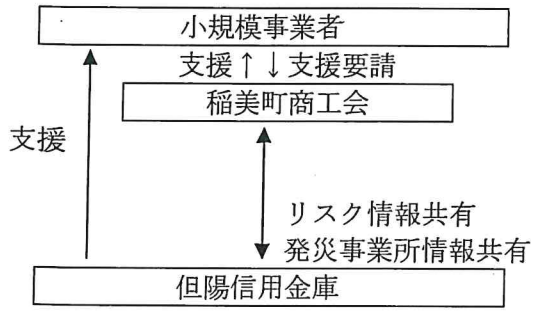 小規模事業者
支援↑↓支援要請
稲美町商工会
支援
リスク情報共有
発災事業所情報共有
但陽信用金庫